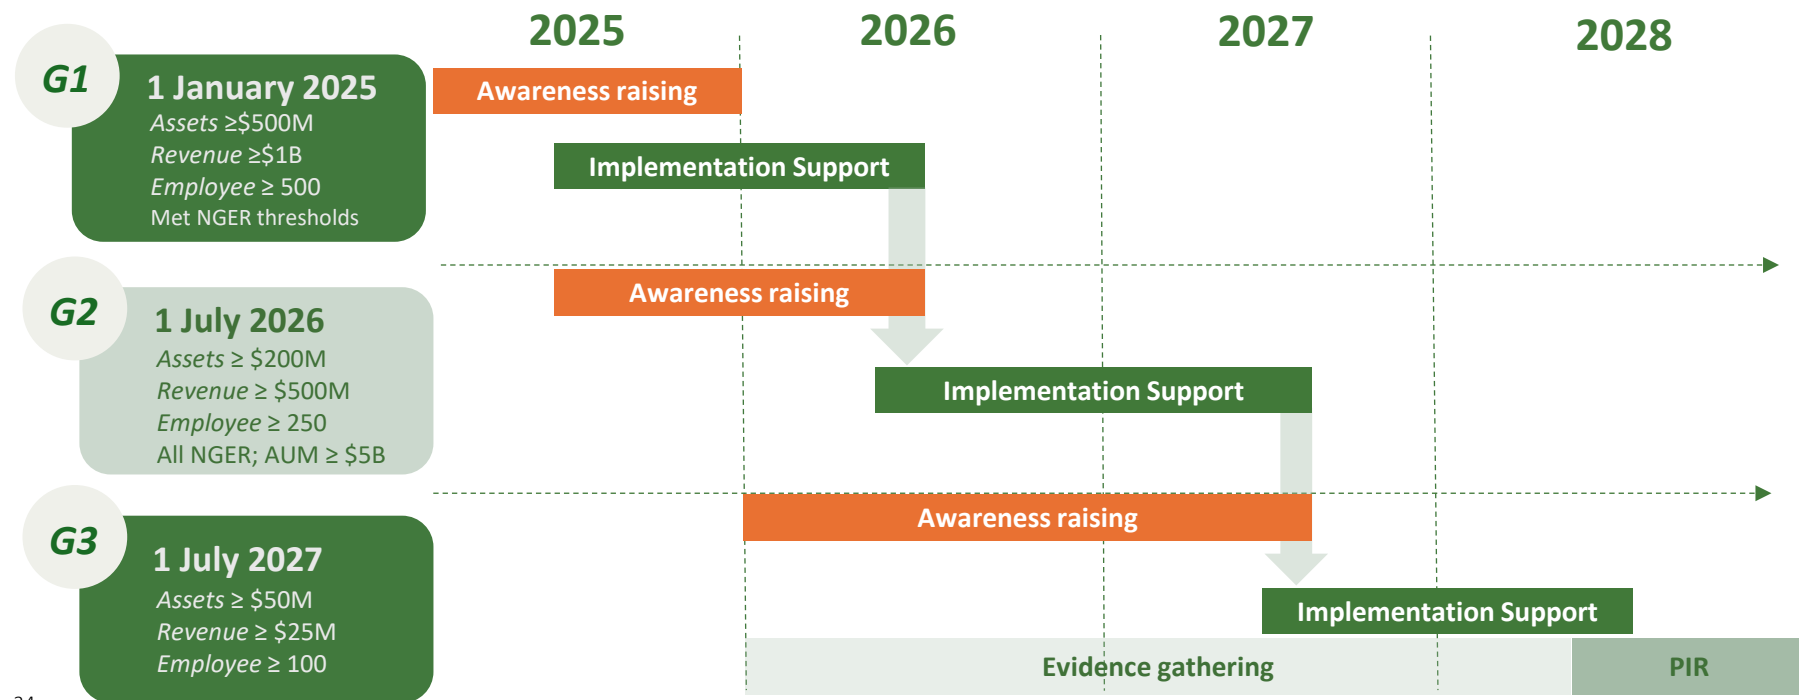 2025 2026 2027 2028
G1
1 January 2025
Assets ≥$500M
Revenue ≥$1B
Employee ≥ 500
Met NGER thresholds
Awareness raising
Implementation Support
G2
1 July 2026
Assets ≥ $200M
Revenue ≥ $500M
Employee ≥ 250
All NGER; AUM ≥ $5B
Awareness raising
Implementation Support
G3
1 July 2027
Assets ≥ $50M
Revenue ≥ $25M
Employee ≥ 100
Awareness raising
Implementation Support
Evidence gathering PIR